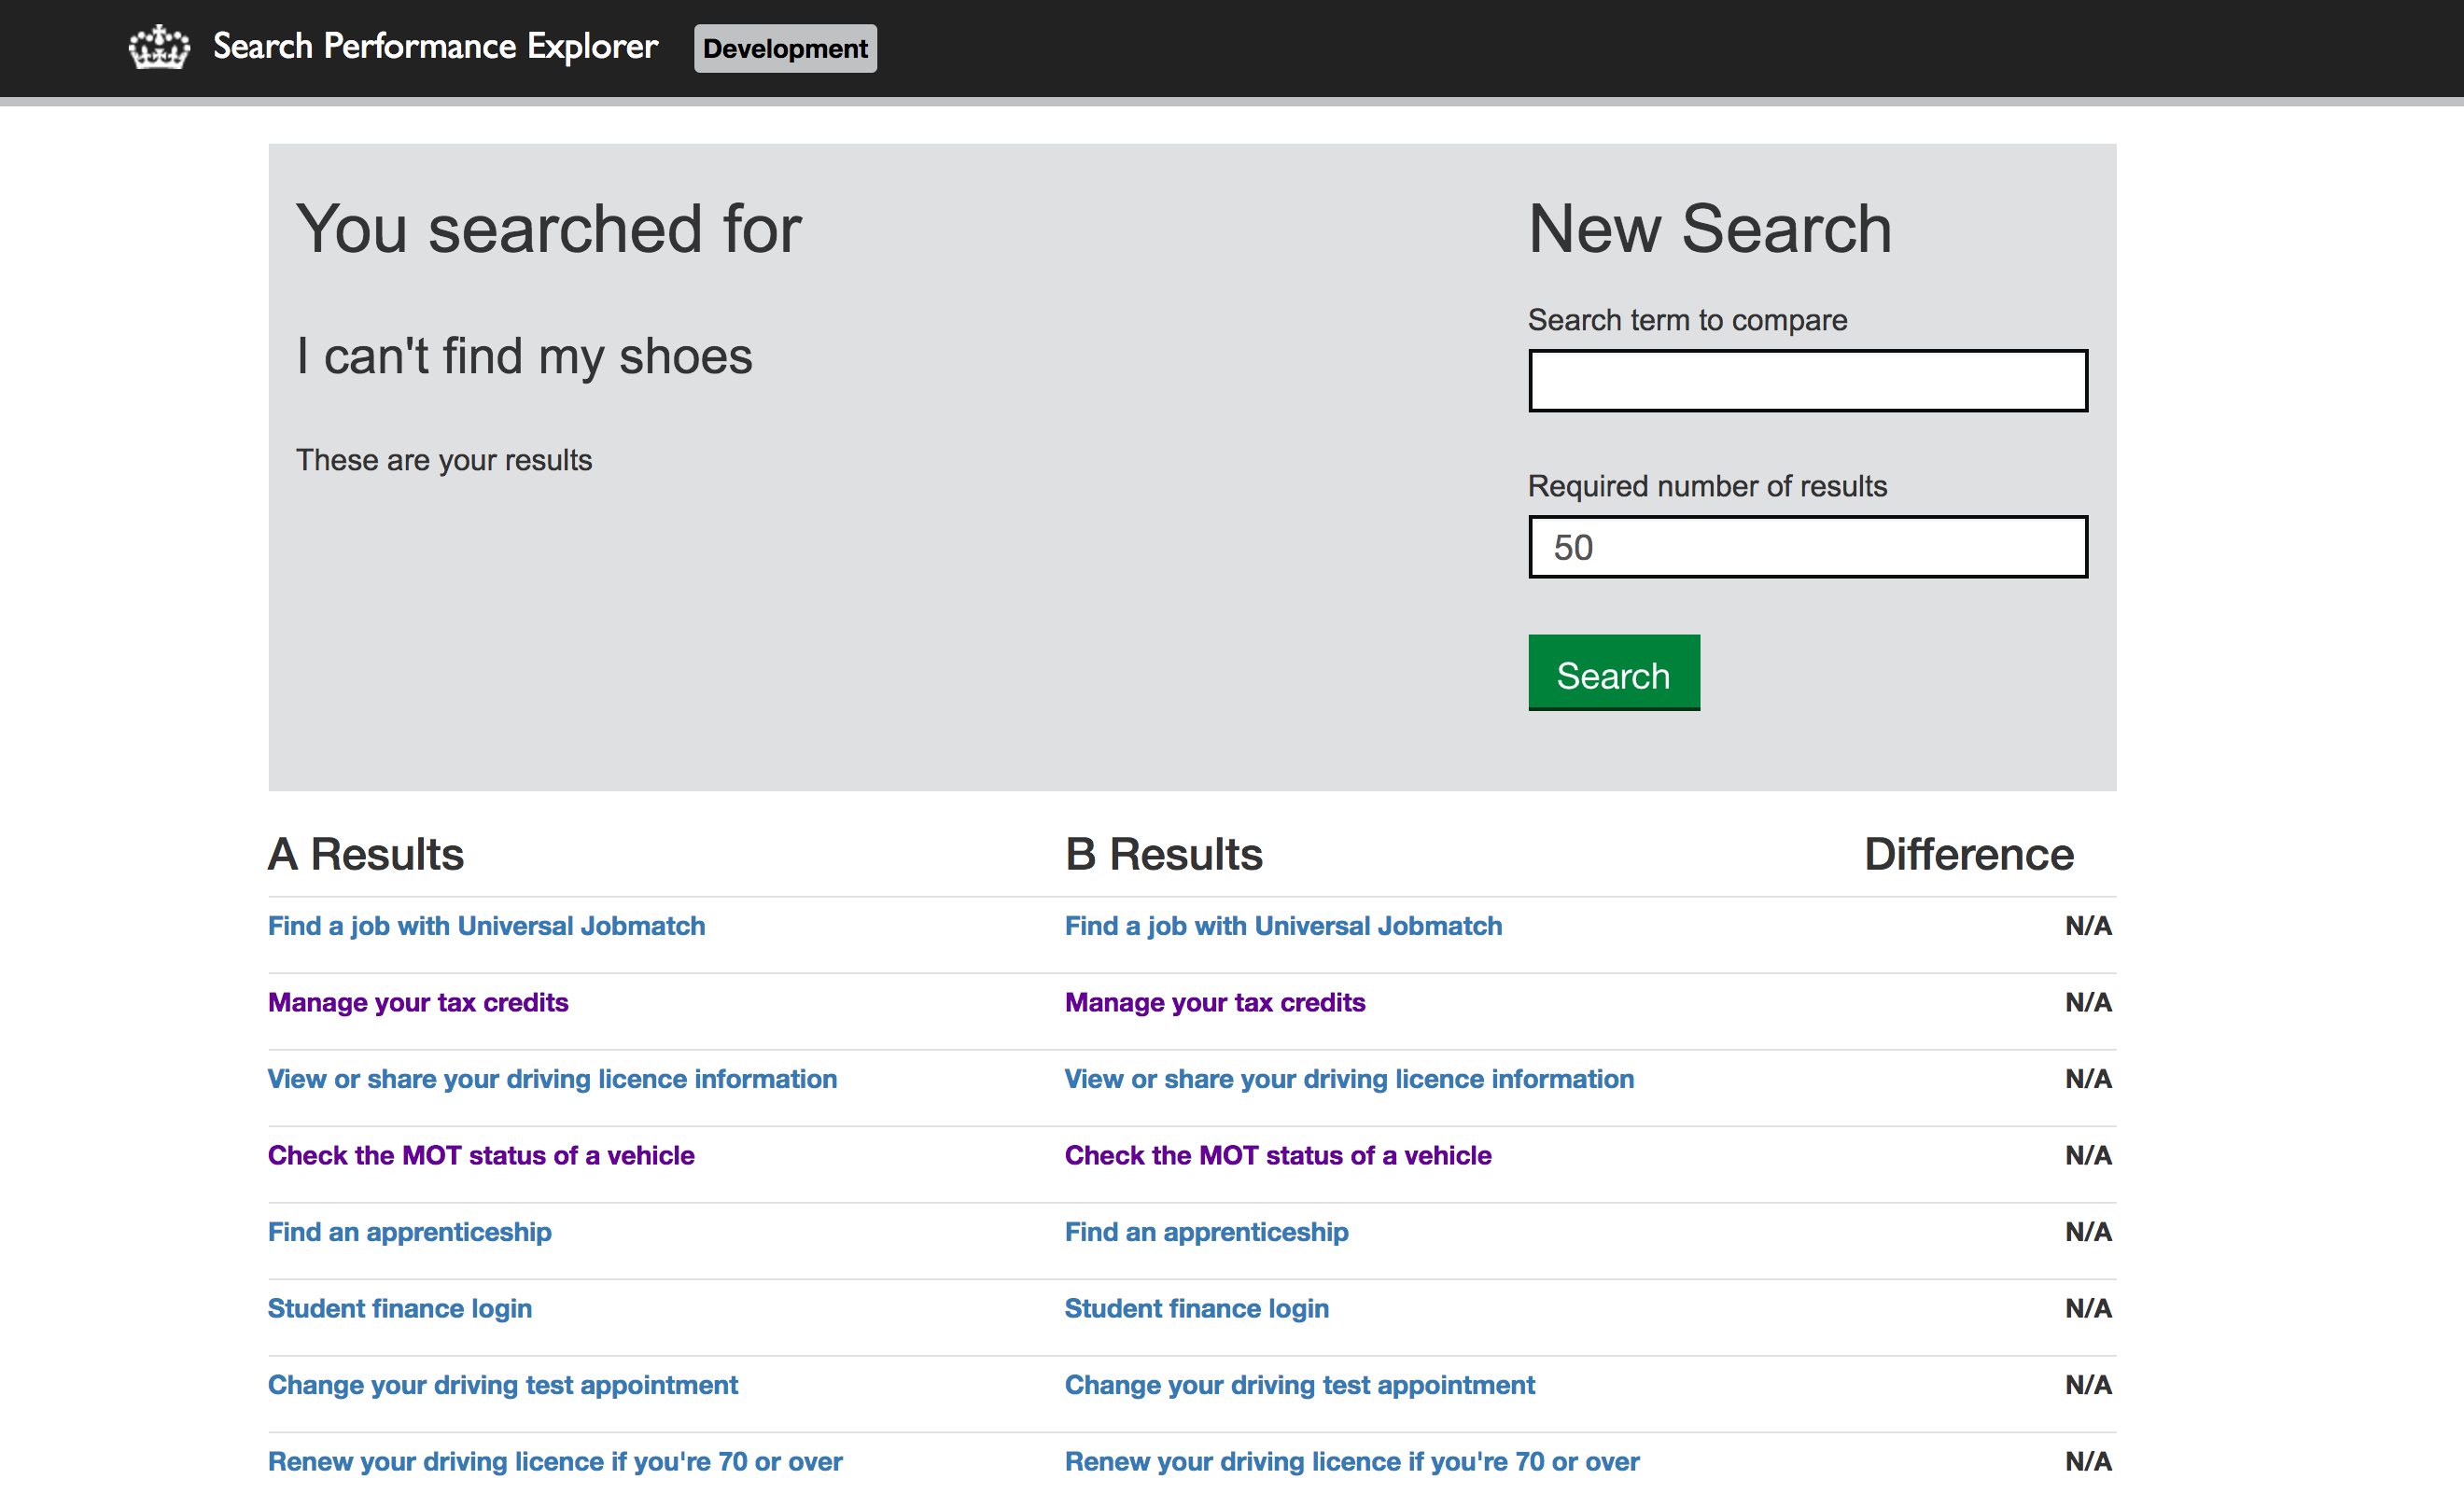 Search Performance Explorer Development
You searched for
I can't find my shoes
These are your results
New Search
Search term to compare
Required number of results
50
Search
A Results B Results Difference
Find a job with Universal Jobmatch Find a job with Universal Jobmatch N/A
Manage your tax credits Manage your tax credits N/A
View or share your driving licence information View or share your driving licence information N/A
Check the MOT status of a vehicle Check the MOT status of a vehicle N/A
Find an apprenticeship Find an apprenticeship N/A
Student finance login Student finance login N/A
Change your driving test appointment Change your driving test appointment N/A
Renew your driving licence if you're 70 or over Renew your driving licence if you're 70 or over N/A